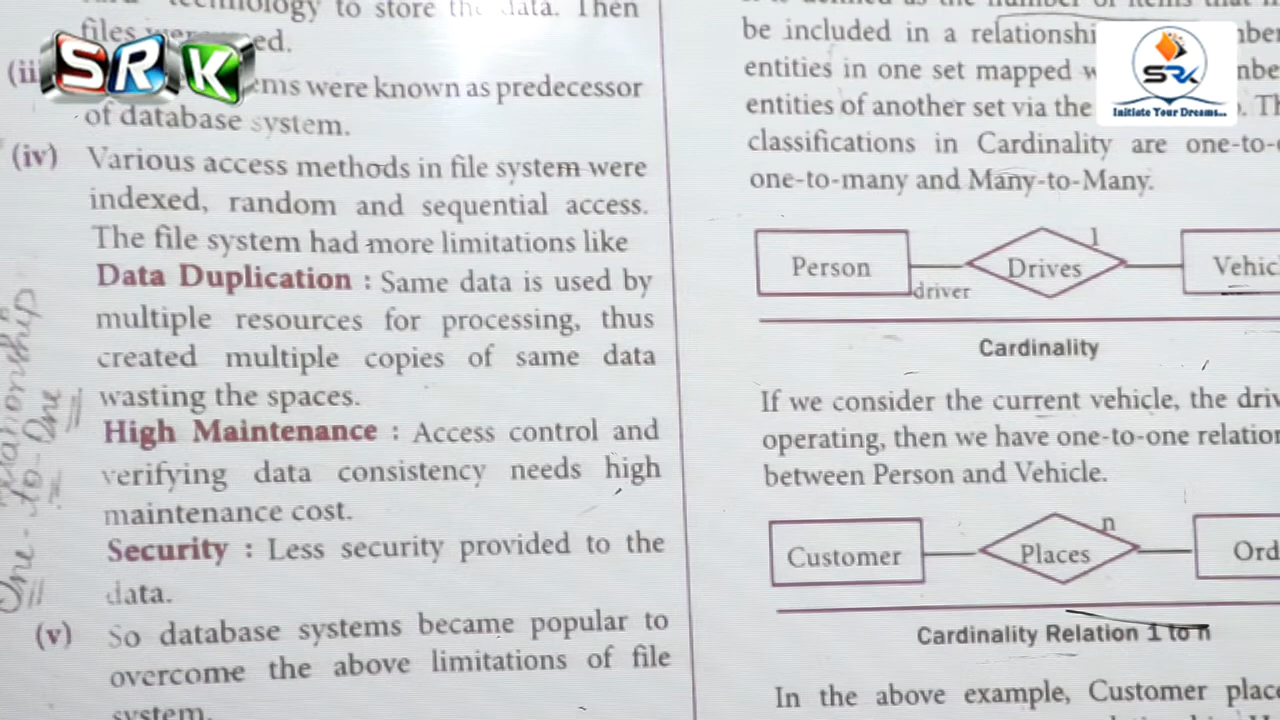 technology to store the data. Then
files were ed.
SRK
(iii) ems were known as predecessor
of database system.
(iv) Various access methods in file system were
indexed, random and sequential access.
The file system had more limitations like
Data Duplication : Same data is used by
multiple resources for processing, thus
created multiple copies of same data
wasting the spaces.
High Maintenance : Access control and
verifying data consistency needs high
maintenance cost.
Security : Less security provided to the
data.
(v) So database systems became popular to
overcome the above limitations of file
system.
One - to - One
be included in a relationshi
entities in one set mapped w
entities of another set via the
classifications in Cardinality are one-to-
one-to-many and Many-to-Many.
SRK
Initiate Your Dreams...
Person
driver
Drives
1
Vehic
Cardinality
If we consider the current vehicle, the driv
operating, then we have one-to-one relation
between Person and Vehicle.
Customer
Places
n
Ord
Cardinality Relation 1 to n
In the above example, Customer place